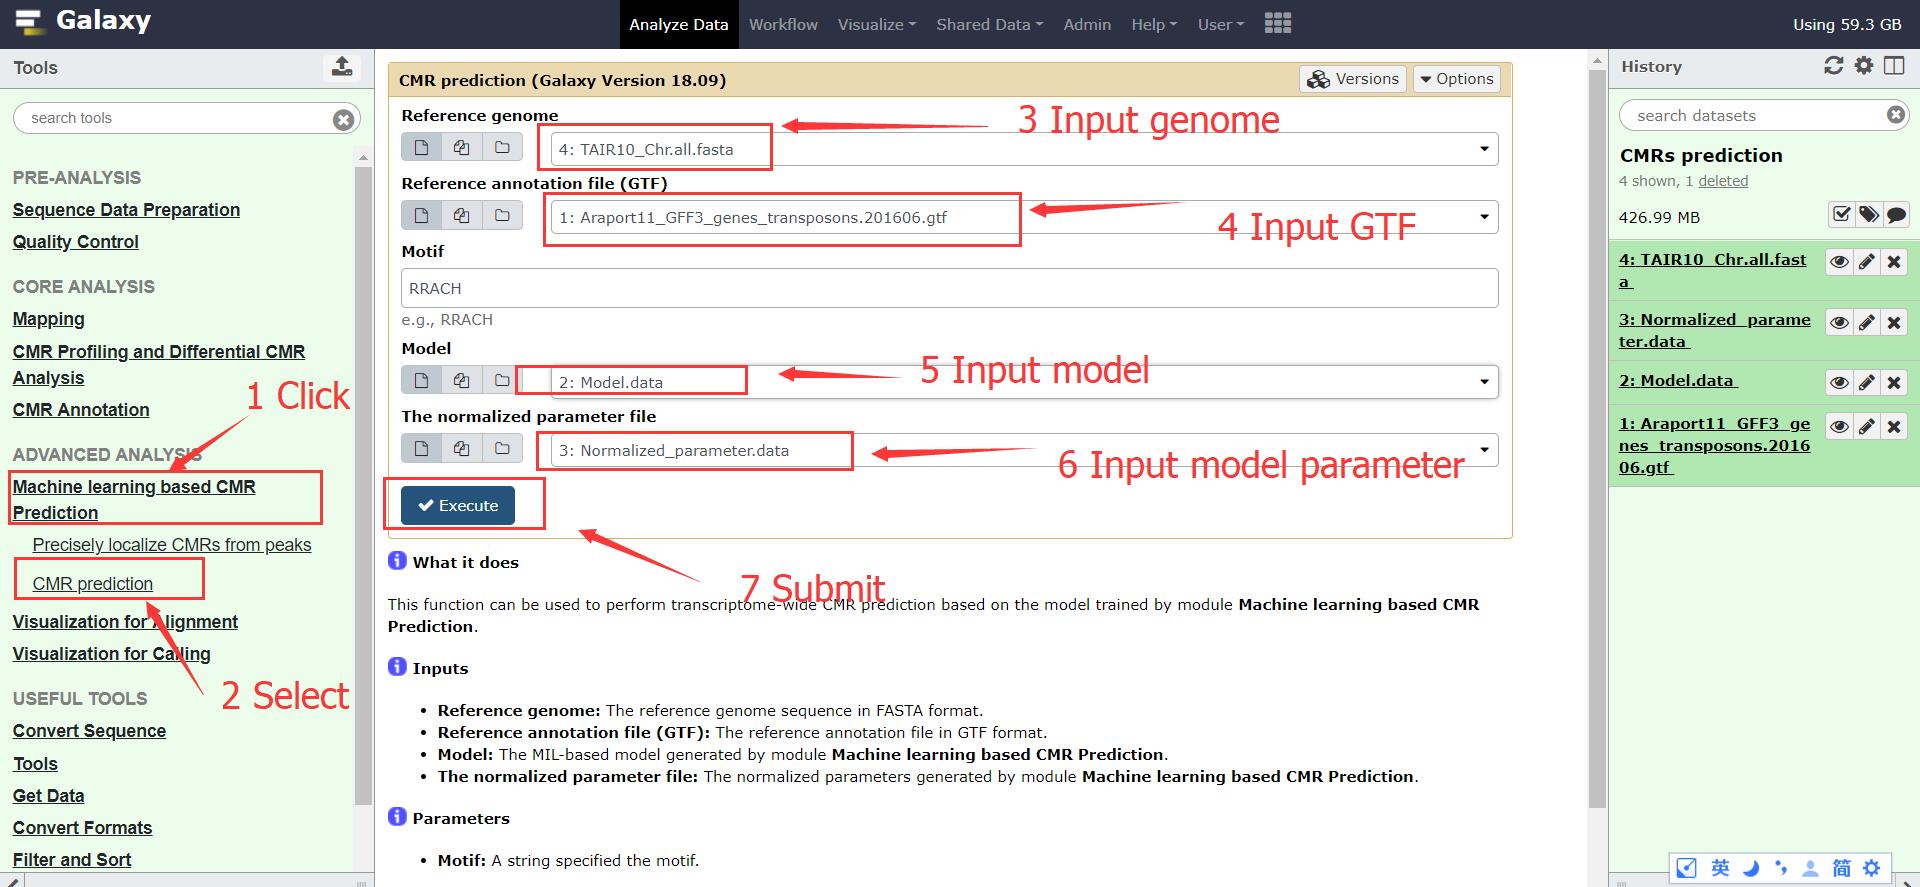 Galaxy
Analyze Data
Workflow
Visualize
Shared Data
Admin
Help
User
Using 59.3 GB
Tools
search tools
PRE-ANALYSIS
Sequence Data Preparation
Quality Control
CORE ANALYSIS
Mapping
CMR Profiling and Differential CMR
Analysis
CMR Annotation
1 Click
ADVANCED ANALYSIS
Machine learning based CMR
Prediction
Precisely localize CMRs from peaks
CMR prediction
Visualization for Alignment
Visualization for Calling
2 Select
USEFUL TOOLS
Convert Sequence
Tools
Get Data
Convert Formats
Filter and Sort
CMR prediction (Galaxy Version 18.09)
Versions
Options
Reference genome
4: TAIR10_Chr.all.fasta
3 Input genome
Reference annotation file (GTF)
1: Araport11_GFF3_genes_transposons.201606.gtf
4 Input GTF
Motif
RRACH
e.g., RRACH
Model
2: Model.data
5 Input model
The normalized parameter file
3: Normalized_parameter.data
6 Input model parameter
Execute
7 Submit
What it does
This function can be used to perform transcriptome-wide CMR prediction based on the model trained by module Machine learning based CMR
Prediction.
Inputs
• Reference genome: The reference genome sequence in FASTA format.
• Reference annotation file (GTF): The reference annotation file in GTF format.
• Model: The MIL-based model generated by module Machine learning based CMR Prediction.
• The normalized parameter file: The normalized parameters generated by module Machine learning based CMR Prediction.
Parameters
• Motif: A string specified the motif.
History
search datasets
CMRs prediction
4 shown, 1 deleted
426.99 MB
4: TAIR10_Chr.all.fast
a
3: Normalized_parame
ter.data
2: Model.data
1: Araport11_GFF3_ge
nes_transposons.2016
06.gtf
英
简